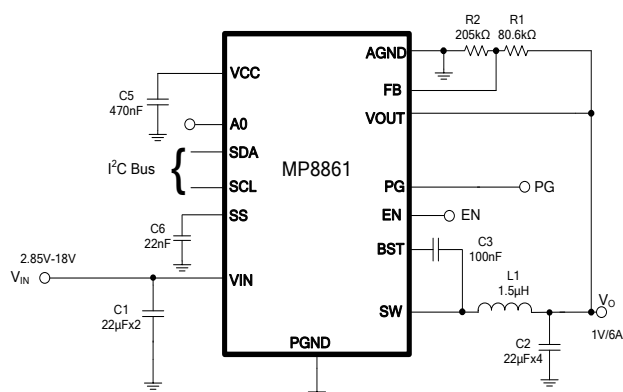 R2
205kΩ
R1
80.6kΩ
AGND
FB
VOUT
VCC
C5
470nF
A0
SDA
I²C Bus
SCL
MP8861
PG
PG
EN
EN
SS
C6
22nF
BST
C3
100nF
2.85V-18V
VIN
VIN
L1
1.5μH
SW
VO
1V/6A
C1
22μFx2
C2
22μFx4
PGND